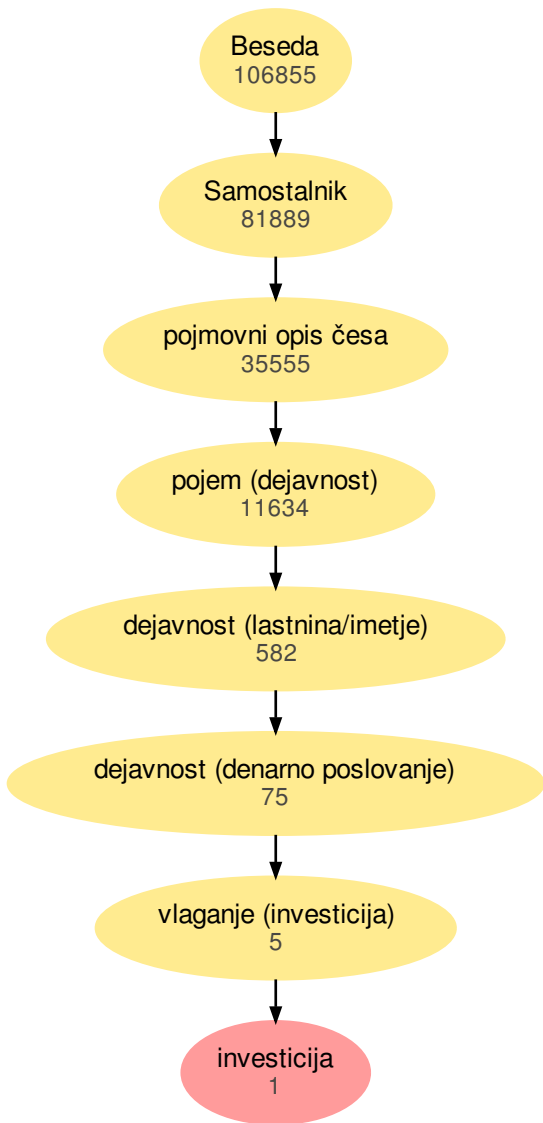 Beseda
106855
Samostalnik
81889
pojmovni opis česa
35555
pojem (dejavnost)
11634
dejavnost (lastnina/imetje)
582
dejavnost (denarno poslovanje)
75
vlaganje (investicija)
5
investicija
1